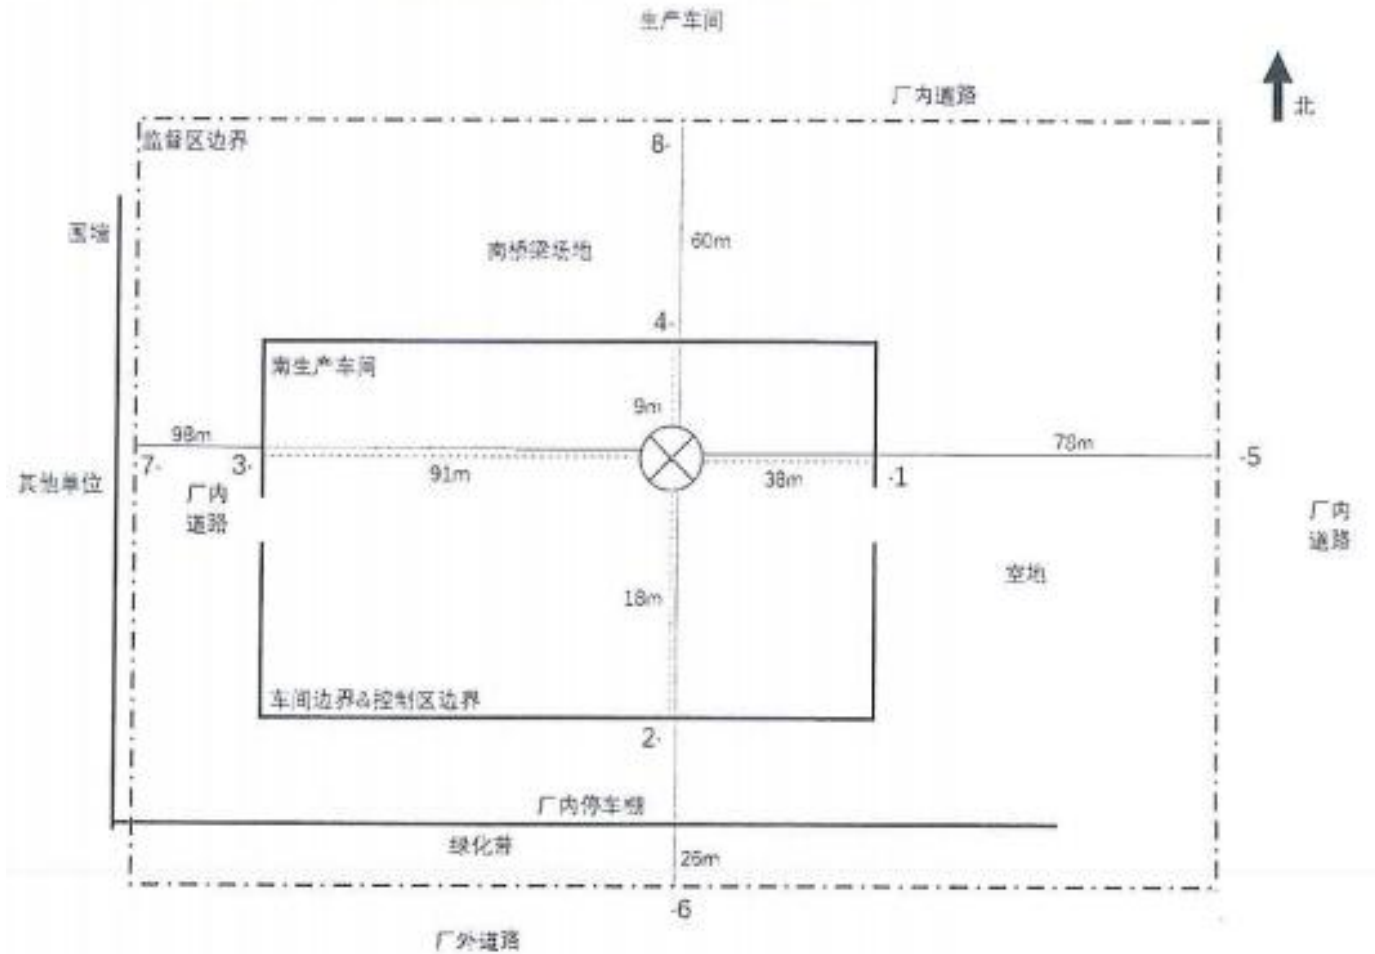 生产车间
厂内道路
北
监督区边界
8·
围墙
南桥梁场地
60m
4·
南生产车间
9m
98m
78m
7·
3·
91m
38m
·1
·5
其他单位
厂内
道路
厂内
道路
空地
18m
车间边界&控制区边界
2·
厂内停车棚
绿化带
26m
·6
厂外道路